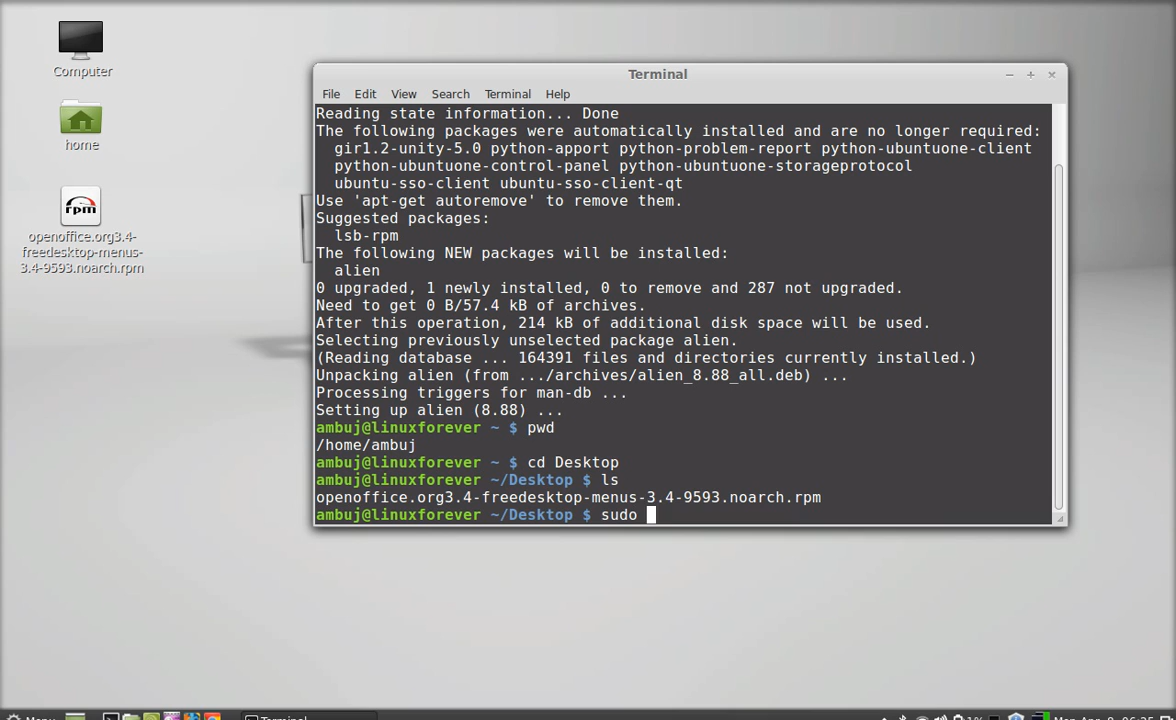 Computer
home
rpm
openoffice.org3.4-
freedesktop-menus-
3.4-9593.noarch.rpm
Terminal
File Edit View Search Terminal Help
Reading state information... Done
The following packages were automatically installed and are no longer required:
gir1.2-unity-5.0 python-apport python-problem-report python-ubuntuone-client
python-ubuntuone-control-panel python-ubuntuone-storageprotocol
ubuntu-sso-client ubuntu-sso-client-qt
Use 'apt-get autoremove' to remove them.
Suggested packages:
lsb-rpm
The following NEW packages will be installed:
alien
0 upgraded, 1 newly installed, 0 to remove and 287 not upgraded.
Need to get 0 B/57.4 kB of archives.
After this operation, 214 kB of additional disk space will be used.
Selecting previously unselected package alien.
(Reading database ... 164391 files and directories currently installed.)
Unpacking alien (from .../archives/alien_8.88_all.deb) ...
Processing triggers for man-db ...
Setting up alien (8.88) ...
ambuj@linuxforever ~ $ pwd
/home/ambuj
ambuj@linuxforever ~ $ cd Desktop
ambuj@linuxforever ~/Desktop $ ls
openoffice.org3.4-freedesktop-menus-3.4-9593.noarch.rpm
ambuj@linuxforever ~/Desktop $ sudo
Menu Terminal